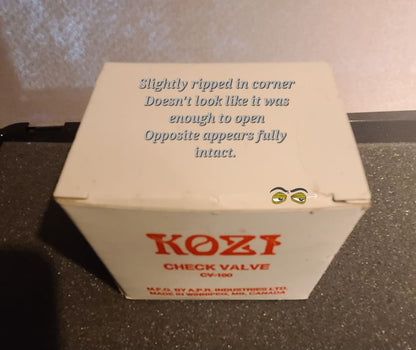 Slightly ripped in corner
Doesn't look like it was
enough to open
Opposite appears fully
intact.
KOZI
CHECK VALVE
CV-100
M.F.G. BY A.P.R. INDUSTRIES LTD.
MADE IN WINNIPEG, MB. CANADA